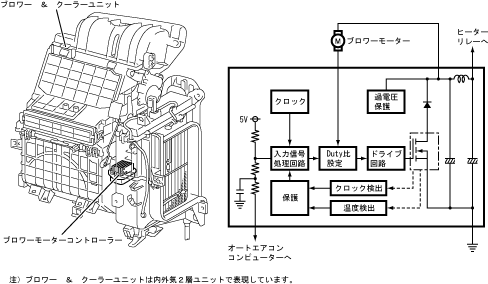 ブロワー ＆ クーラーユニット
ブロワーモーターコントローラー
M
ブロワーモーター
ヒーター
リレーへ
クロック
過電圧
保護
5V
入力信号
処理回路
Duty比
設定
ドライブ
回路
保護
クロック検出
温度検出
オートエアコン
コンピューターへ
注）ブロワー ＆ クーラーユニットは内外気２層ユニットで表現しています。